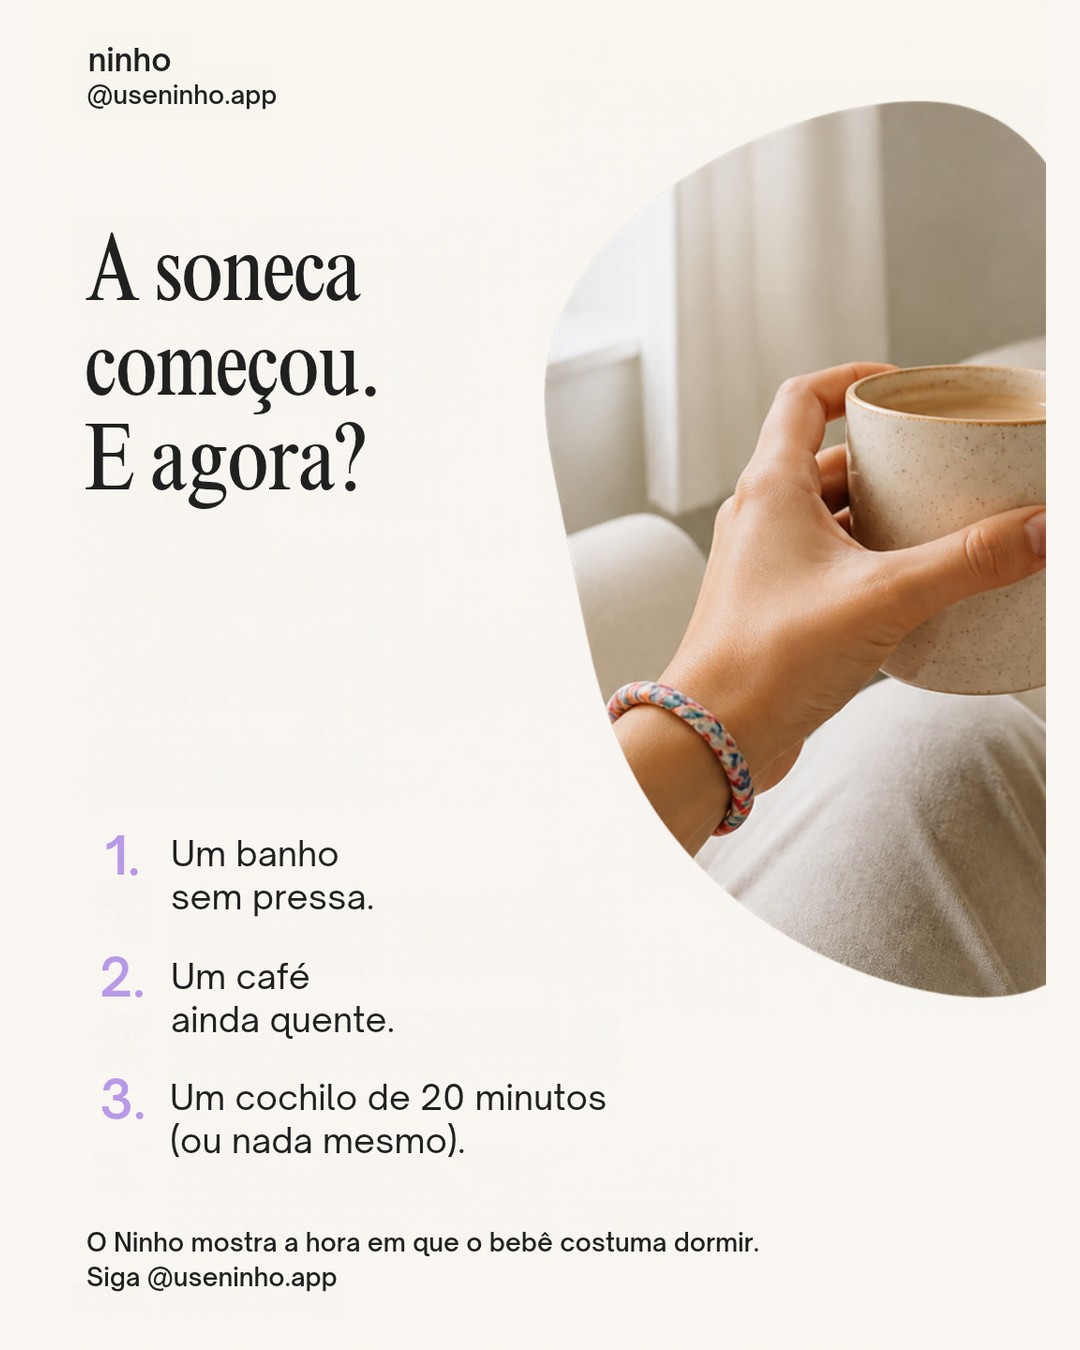 ninho
@useninho.app
A soneca
começou.
E agora?
1. Um banho
sem pressa.
2. Um café
ainda quente.
3. Um cochilo de 20 minutos
(ou nada mesmo).
O Ninho mostra a hora em que o bebê costuma dormir.
Siga @useninho.app